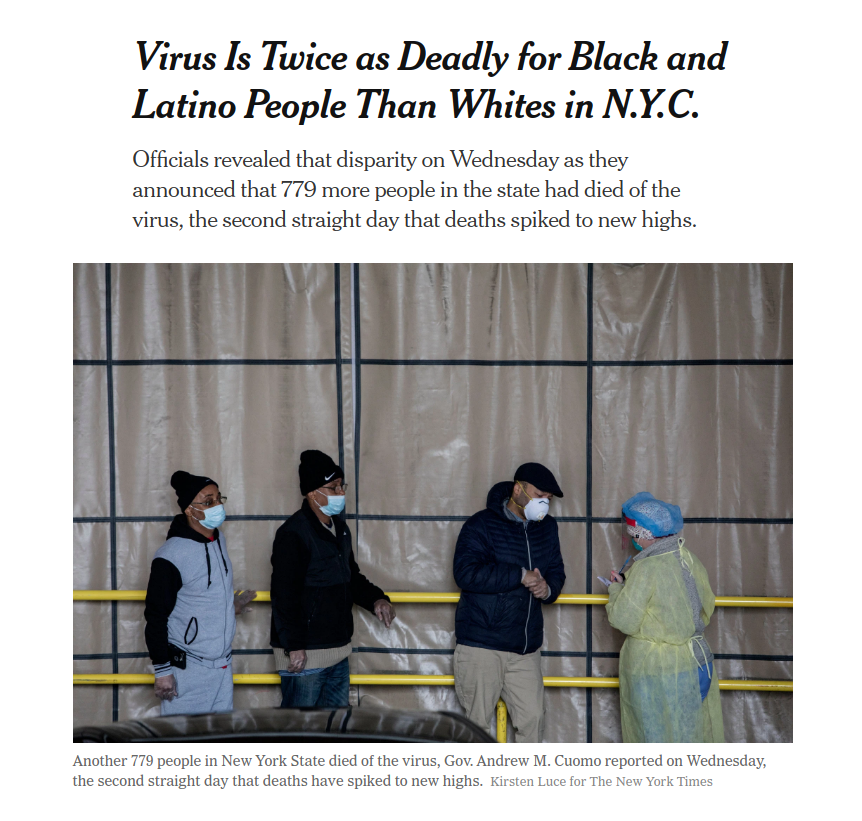 Virus Is Twice as Deadly for Black and
Latino People Than Whites in N.Y.C.
Officials revealed that disparity on Wednesday as they
announced that 779 more people in the state had died of the
virus, the second straight day that deaths spiked to new highs.
Another 779 people in New York State died of the virus, Gov. Andrew M. Cuomo reported on Wednesday,
the second straight day that deaths have spiked to new highs. Kirsten Luce for The New York Times